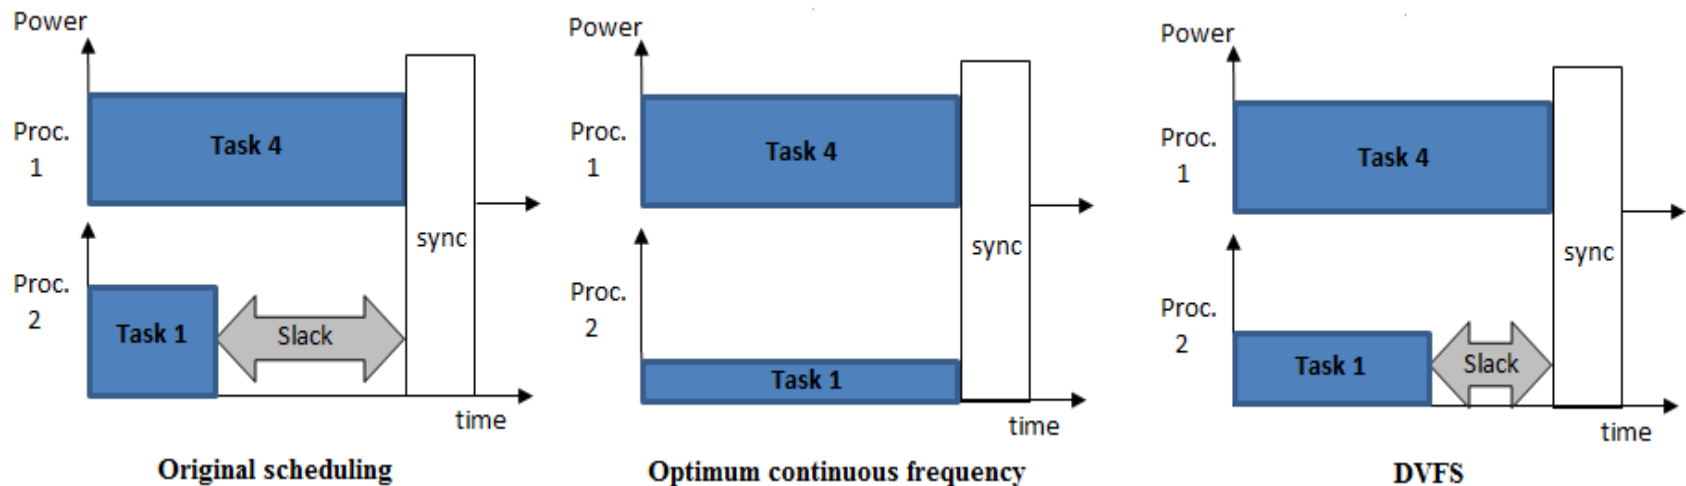 Power
Proc.
1
Task 4
sync
Proc.
2
Task 1
Slack
time
Original scheduling
Power
Proc.
1
Task 4
sync
Proc.
2
Task 1
time
Optimum continuous frequency
Power
Proc.
1
Task 4
sync
Proc.
2
Task 1
Slack
time
DVFS